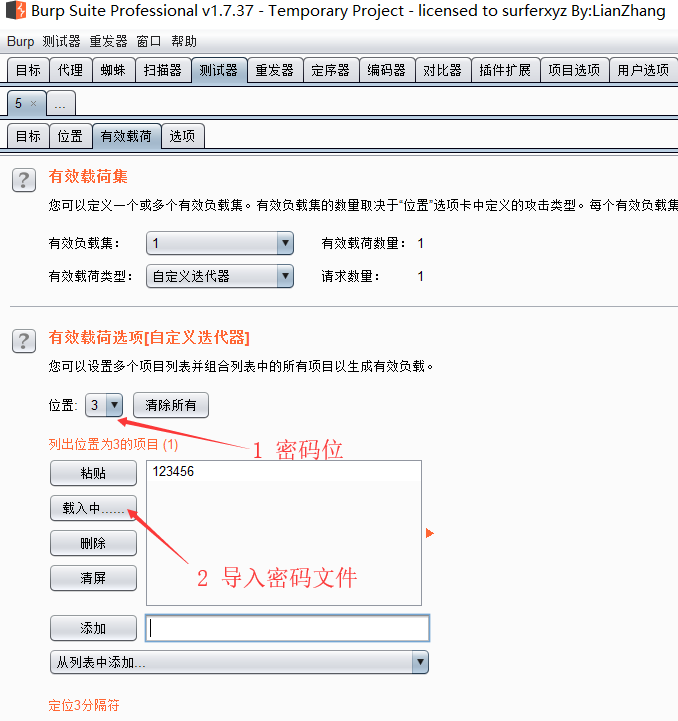 Burp Suite Professional v1.7.37 - Temporary Project - licensed to surferxyz By:LianZhang
Burp 测试器 重发器 窗口 帮助
目标 代理 蜘蛛 扫描器 测试器 重发器 定序器 编码器 对比器 插件扩展 项目选项 用户选项
5 × ...
目标 位置 有效载荷 选项
? 有效载荷集
您可以定义一个或多个有效负载集。有效负载集的数量取决于“位置”选项卡中定义的攻击类型。每个有效负载集
有效负载集: 1 有效载荷数量: 1
有效载荷类型: 自定义迭代器 请求数量: 1
? 有效载荷选项[自定义迭代器]
您可以设置多个项目列表并组合列表中的所有项目以生成有效负载。
位置: 3 清除所有
1 密码位
列出位置为3的项目 (1)
粘贴 123456
载入中......
删除
2 导入密码文件
清屏
添加
从列表中添加...
定位3分隔符